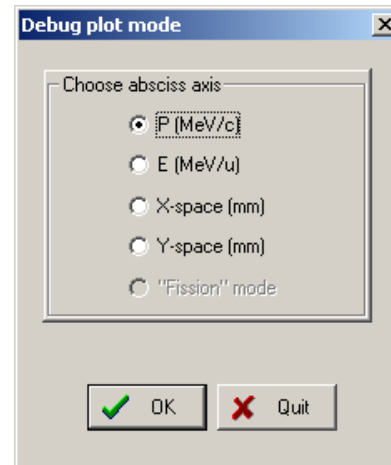 Debug plot mode
Choose absciss axis
P (MeV/c)
E (MeV/u)
X-space (mm)
Y-space (mm)
"Fission" mode
OK
Quit